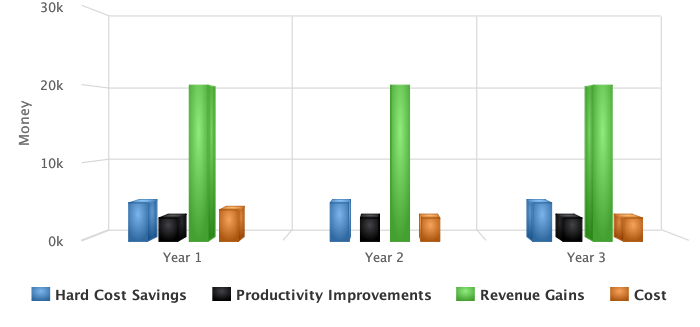 30k
20k
10k
0k
Money
Year 1
Year 2
Year 3
Hard Cost Savings
Productivity Improvements
Revenue Gains
Cost